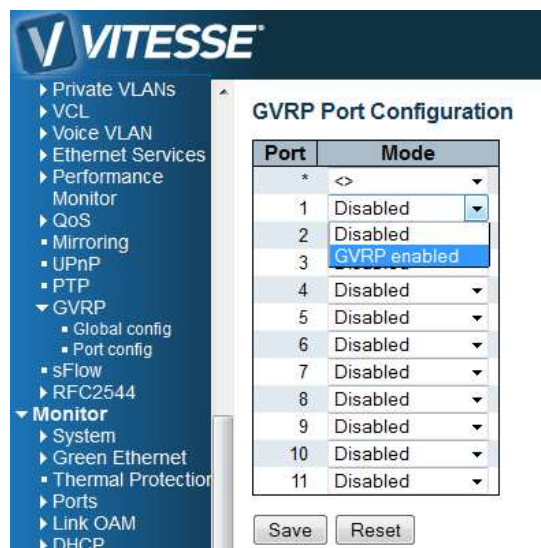 VITESSE
Private VLANs
VCL
Voice VLAN
Ethernet Services
Performance
Monitor
QoS
Mirroring
UPnP
PTP
GVRP
Global config
Port config
sFlow
RFC2544
Monitor
System
Green Ethernet
Thermal Protection
Ports
Link OAM
DHCP
GVRP Port Configuration
Port Mode
* <>
1 Disabled
Disabled
GVRP enabled
2
3
4 Disabled
5 Disabled
6 Disabled
7 Disabled
8 Disabled
9 Disabled
10 Disabled
11 Disabled
Save Reset